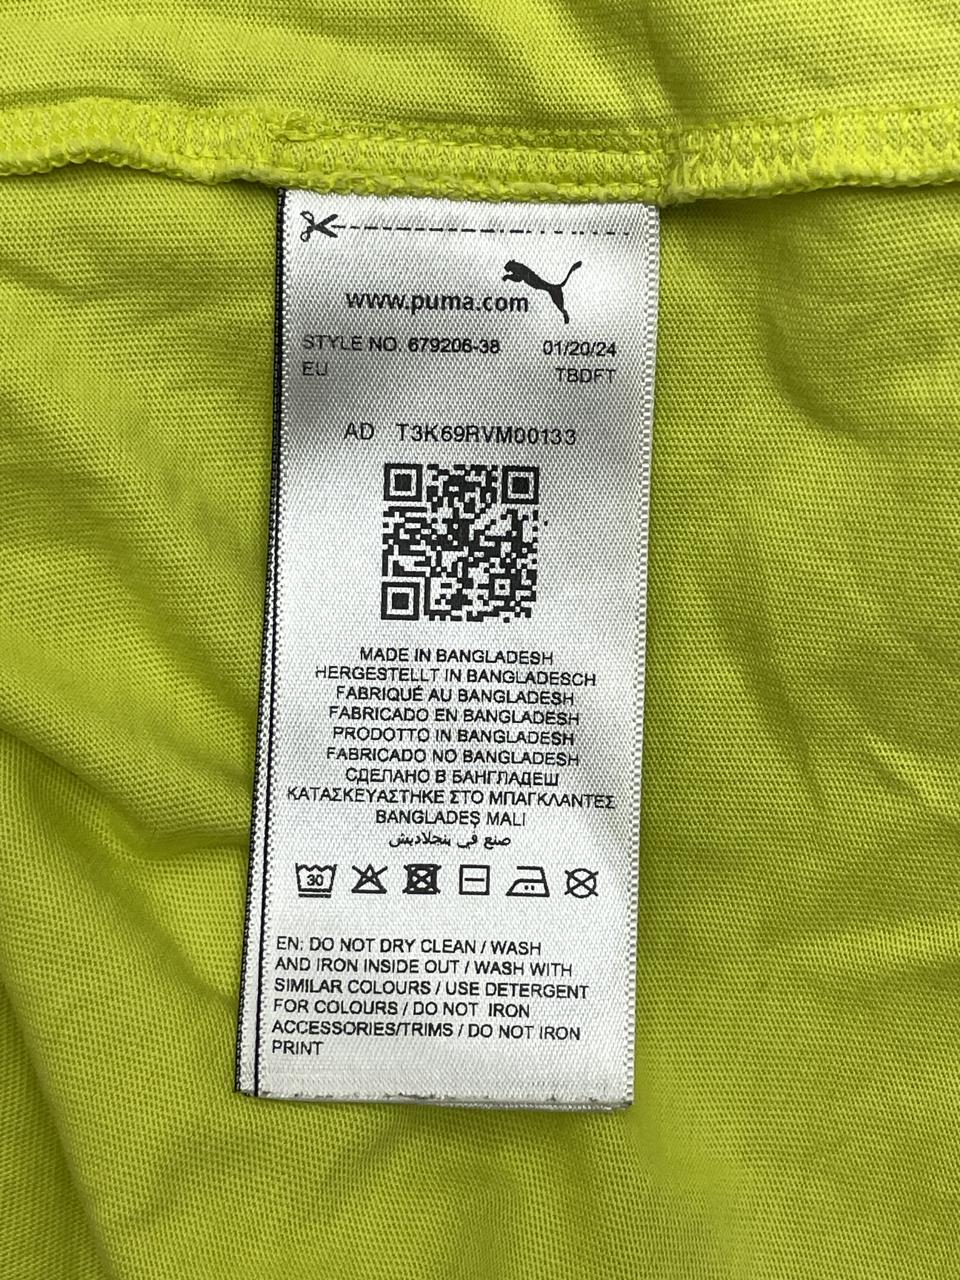 www.puma.com
STYLE NO. 679206-38 01/20/24
EU TBDFT
AD T3K69RVM00133
MADE IN BANGLADESH
HERGESTELLT IN BANGLADESCH
FABRIQUÉ AU BANGLADESH
FABRICADO EN BANGLADESH
PRODOTTO IN BANGLADESH
FABRICADO NO BANGLADESH
СДЕЛАНО В БАНГЛАДЕШ
ΚΑΤΑΣΚΕΥΑΣΤΗΚΕ ΣΤΟ ΜΠΑΓΚΛΑΝΤΕΣ
BANGLADEŞ MALI
صنع في بنجلاديش
30
EN: DO NOT DRY CLEAN / WASH
AND IRON INSIDE OUT / WASH WITH
SIMILAR COLOURS / USE DETERGENT
FOR COLOURS / DO NOT IRON
ACCESSORIES/TRIMS / DO NOT IRON
PRINT